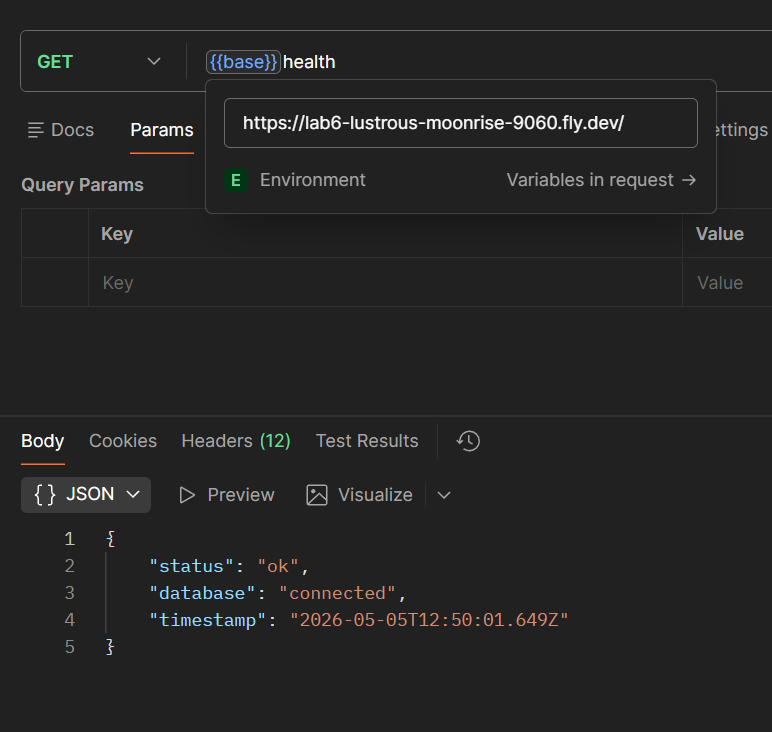 GET
{{base}}health
https://lab6-lustrous-moonrise-9060.fly.dev/
E Environment Variables in request →
Docs Params ettings
Query Params
Key Value
Key Value
Body Cookies Headers (12) Test Results
{} JSON Preview Visualize
1 {
2 "status": "ok",
3 "database": "connected",
4 "timestamp": "2026-05-05T12:50:01.649Z"
5 }